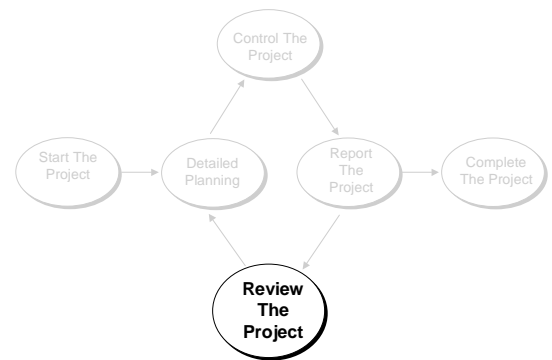 Control The
Project
Start The
Project
Detailed
Planning
Report
The
Project
Complete
The Project
Review
The
Project